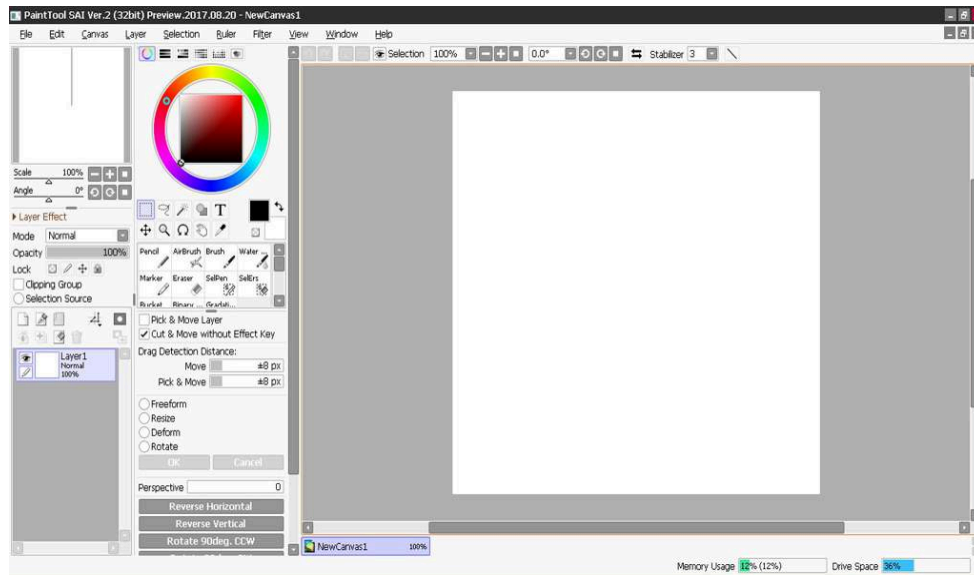 PaintTool SAI Ver.2 (32bit) Preview.2017.08.20 - NewCanvas1
File Edit Canvas Layer Selection Ruler Filter View Window Help
Selection 100% 0.0° Stabilizer 3
Scale 100%
Angle 0°
Layer Effect
Mode Normal
Opacity 100%
Lock
Clipping Group
Selection Source
Layer1
Normal
100%
T
Pencil AirBrush Brush Water ...
Marker Eraser SelPen SelErs
Bucket Binary ... Gradati...
Pick & Move Layer
Cut & Move without Effect Key
Drag Detection Distance:
Move ±8 px
Pick & Move ±8 px
Freeform
Resize
Deform
Rotate
OK Cancel
Perspective 0
Reverse Horizontal
Reverse Vertical
Rotate 90deg. CCW
NewCanvas1 100%
Memory Usage 12% (12%) Drive Space 36%